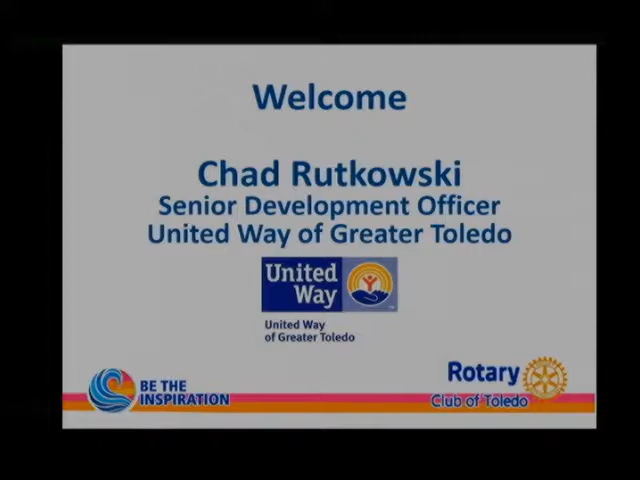 Welcome
Chad Rutkowski
Senior Development Officer
United Way of Greater Toledo
United
Way
United Way
of Greater Toledo
BE THE
INSPIRATION
Rotary
Club of Toledo